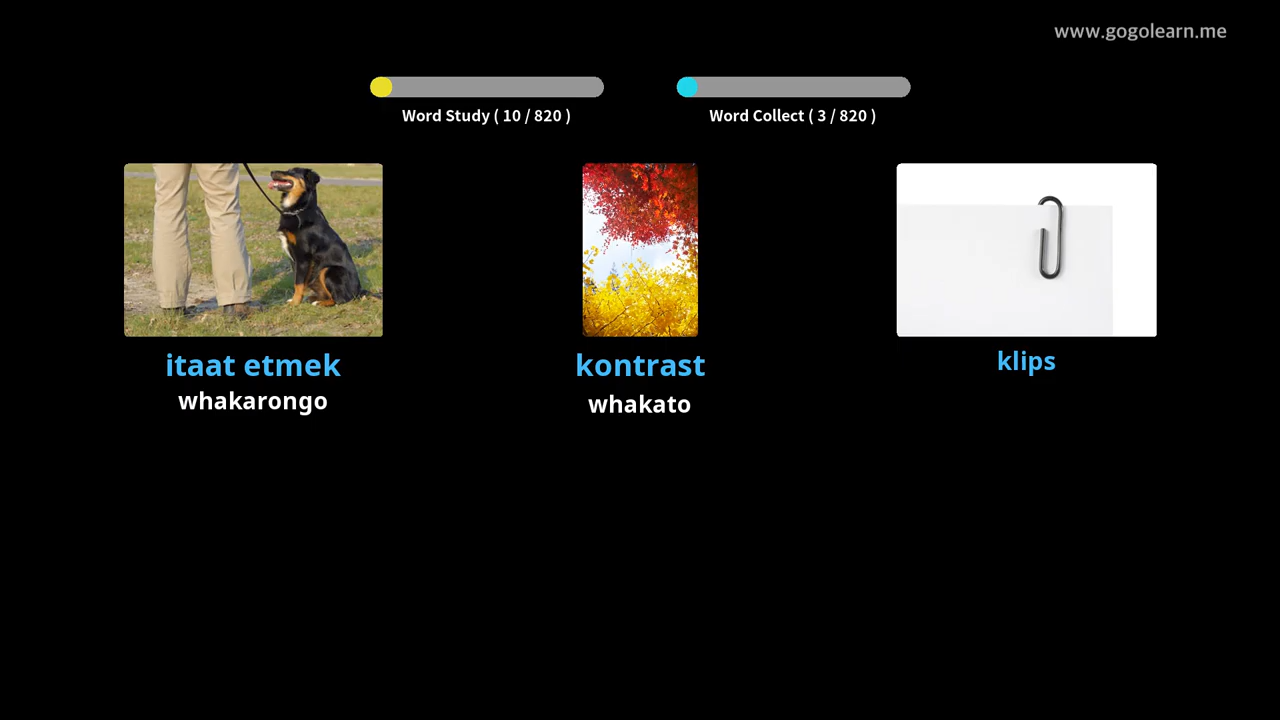 www.gogolearn.me
Word Study ( 10 / 820 )
Word Collect ( 3 / 820 )
itaat etmek
whakarongo
kontrast
whakato
klips